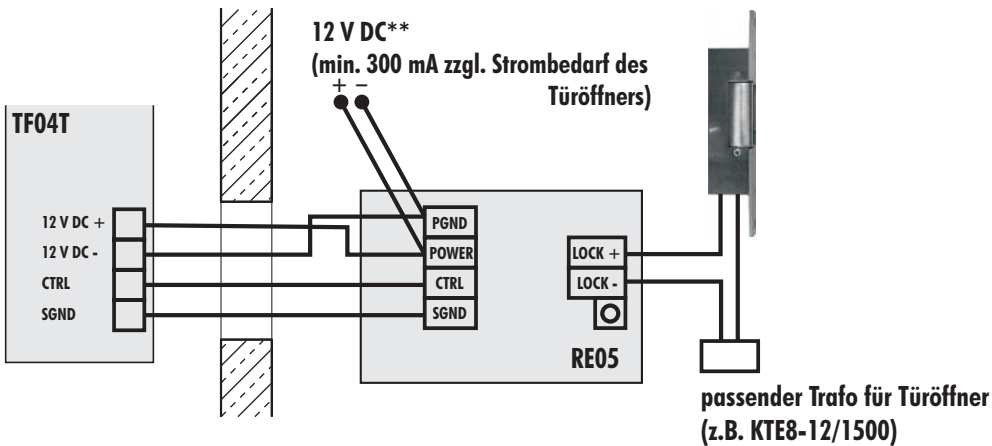 12 V DC**
(min. 300 mA zzgl. Strombedarf des
Türöffners)
+ –
TF04T
12 V DC +
12 V DC -
CTRL
SGND
PGND
POWER
CTRL
SGND
LOCK +
LOCK -
RE05
passender Trafo für Türöffner
(z.B. KTE8-12/1500)